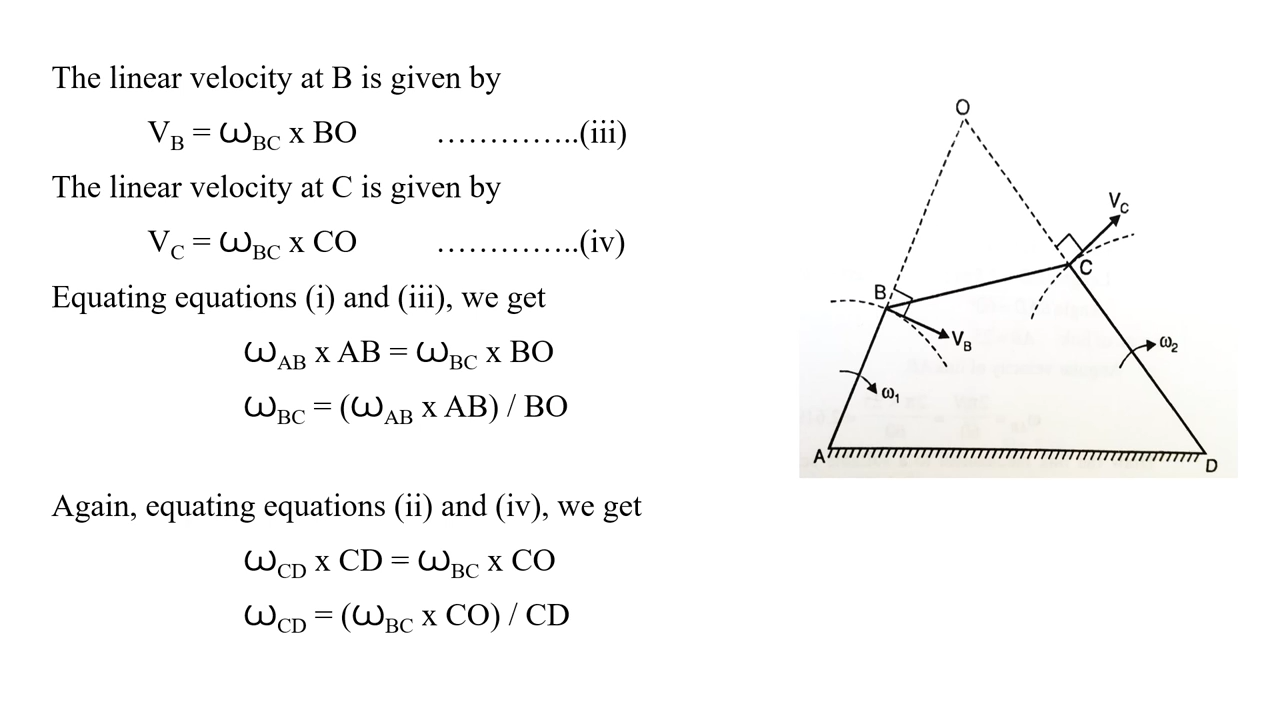 The linear velocity at B is given by
V_B = ω_BC x BO …………..(iii)
The linear velocity at C is given by
V_C = ω_BC x CO …………..(iv)
Equating equations (i) and (iii), we get
ω_AB x AB = ω_BC x BO
ω_BC = (ω_AB x AB) / BO
Again, equating equations (ii) and (iv), we get
ω_CD x CD = ω_BC x CO
ω_CD = (ω_BC x CO) / CD
O
V_C
C
B
V_B
ω₂
ω₁
A
D